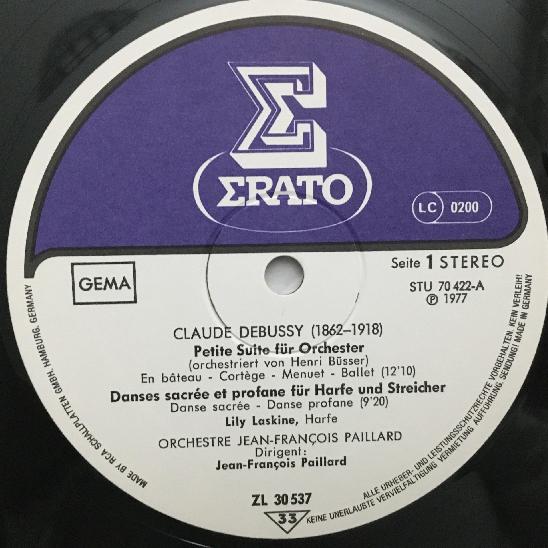 Σ
ΣRATO
LC 0200
GEMA
Seite 1 STEREO
STU 70 422-A
℗ 1977
CLAUDE DEBUSSY (1862–1918)
Petite Suite für Orchester
(orchestriert von Henri Büsser)
En bâteau - Cortège - Menuet - Ballet (12'10)
Danses sacrée et profane für Harfe und Streicher
Danse sacrée - Danse profane (9'20)
Lily Laskine, Harfe
ORCHESTRE JEAN-FRANÇOIS PAILLARD
Dirigent:
Jean-François Paillard
ZL 30 537
33
MADE BY RCA SCHALLPLATTEN GMBH, HAMBURG, GERMANY
ALLE URHEBER- UND LEISTUNGSSCHUTZRECHTE VORBEHALTEN. KEIN VERLEIH!
KEINE UNERLAUBTE VERVIELFÄLTIGUNG VERMIETUNG AUFFÜHRUNG, SENDUNG! MADE IN GERMANY